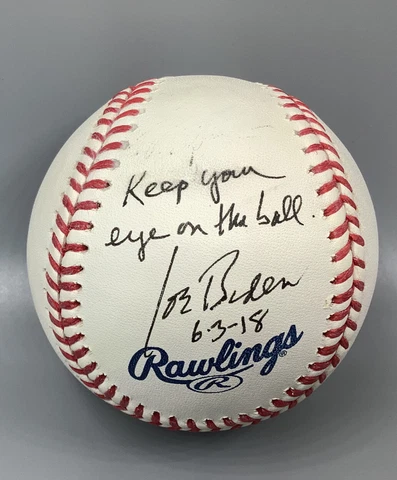 Keep your
eye on the ball.
Joe Biden
6-3-18
Rawlings®
R